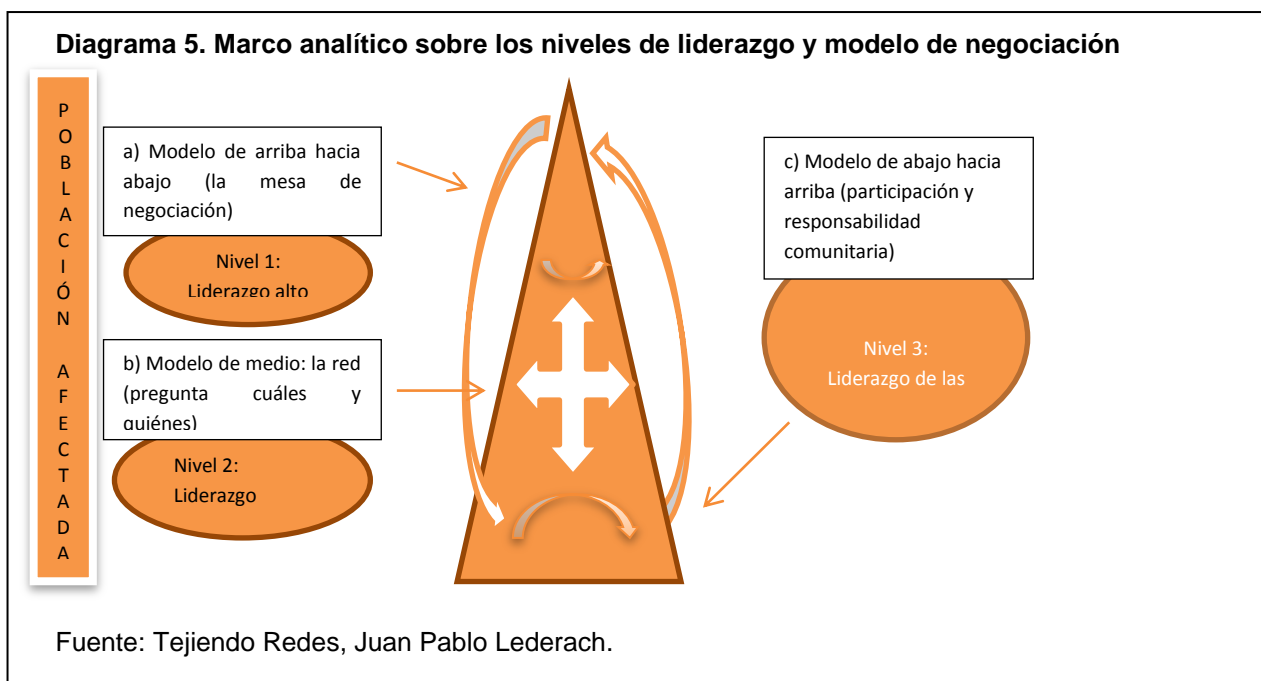 Diagrama 5. Marco analítico sobre los niveles de liderazgo y modelo de negociación
POBLACIÓN AFECTADA
a) Modelo de arriba hacia
abajo (la mesa de
negociación)
Nivel 1:
Liderazgo alto
b) Modelo de medio: la red
(pregunta cuáles y
quiénes)
Nivel 2:
Liderazgo
c) Modelo de abajo hacia
arriba (participación y
responsabilidad
comunitaria)
Nivel 3:
Liderazgo de las
Fuente: Tejiendo Redes, Juan Pablo Lederach.